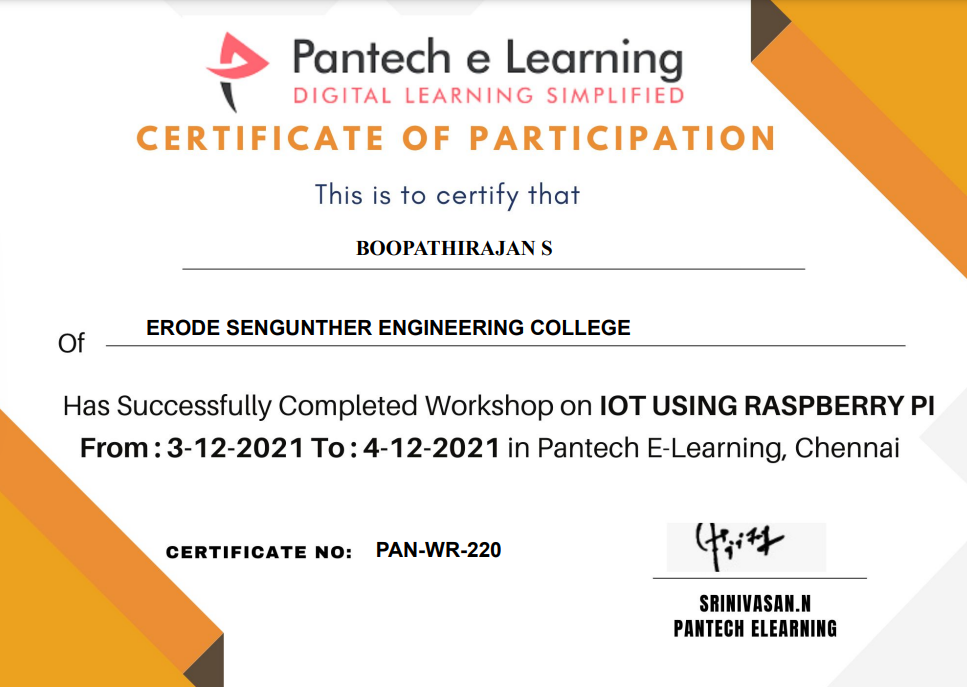 Pantech e Learning
DIGITAL LEARNING SIMPLIFIED
CERTIFICATE OF PARTICIPATION
This is to certify that
BOOPATHIRAJAN S
Of ERODE SENGUNTHER ENGINEERING COLLEGE
Has Successfully Completed Workshop on IOT USING RASPBERRY PI
From : 3-12-2021 To : 4-12-2021 in Pantech E-Learning, Chennai
CERTIFICATE NO: PAN-WR-220
SRINIVASAN.N
PANTECH ELEARNING